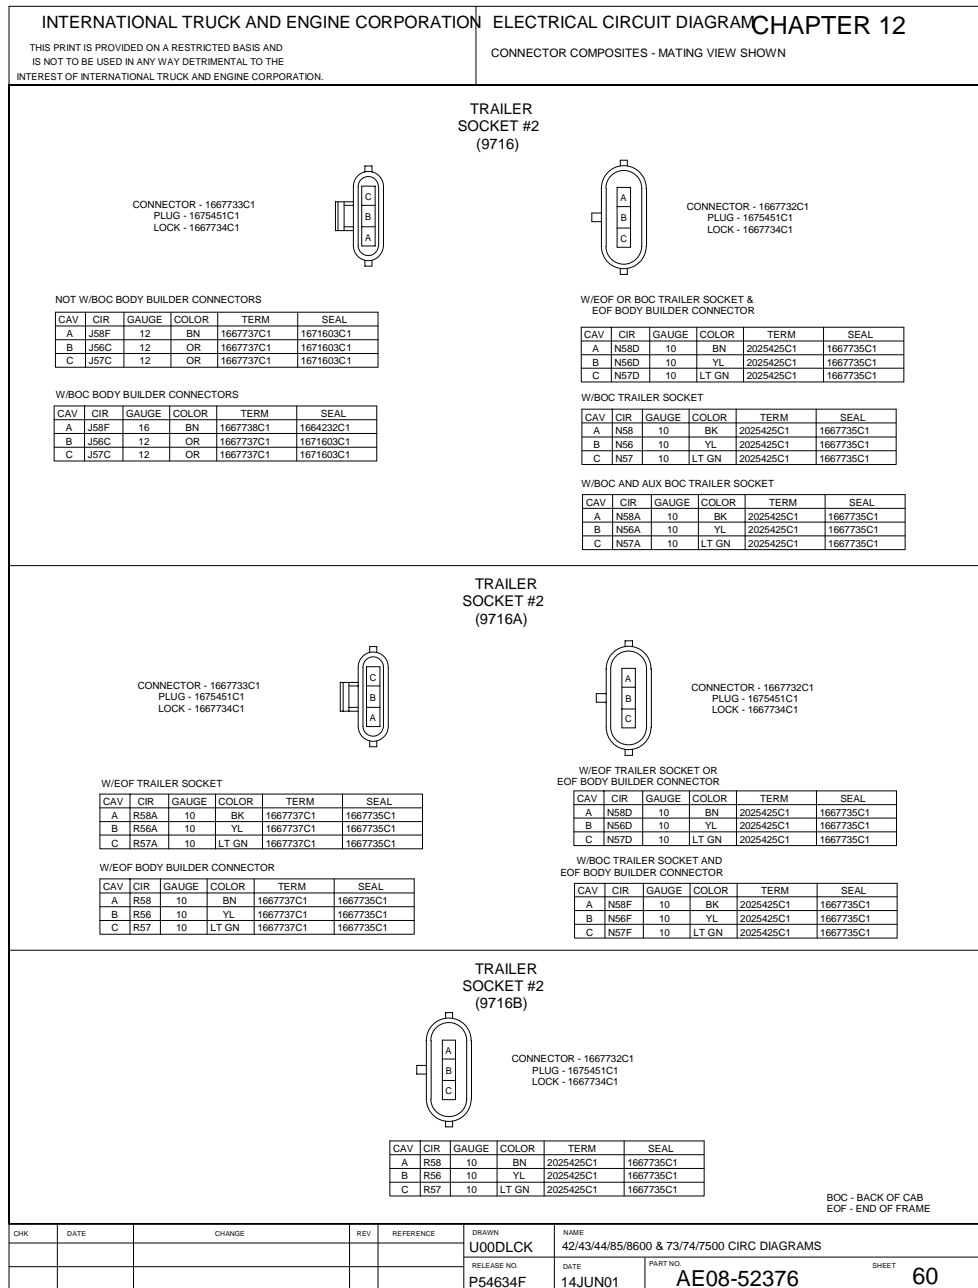 INTERNATIONAL TRUCK AND ENGINE CORPORATION
THIS PRINT IS PROVIDED ON A RESTRICTED BASIS AND
IS NOT TO BE USED IN ANY WAY DETRIMENTAL TO THE
INTEREST OF INTERNATIONAL TRUCK AND ENGINE CORPORATION.
ELECTRICAL CIRCUIT DIAGRAM
CHAPTER 12
CONNECTOR COMPOSITES - MATING VIEW SHOWN
TRAILER
SOCKET #2
(9716)
CONNECTOR - 1667733C1
PLUG - 1675451C1
LOCK - 1667734C1
C
B
A
NOT W/BOC BODY BUILDER CONNECTORS
CAV CIR GAUGE COLOR TERM SEAL
A J58F 12 BN 1667737C1 1671603C1
B J56C 12 OR 1667737C1 1671603C1
C J57C 12 OR 1667737C1 1671603C1
W/BOC BODY BUILDER CONNECTORS
CAV CIR GAUGE COLOR TERM SEAL
A J58F 16 BN 1667738C1 1664232C1
B J56C 12 OR 1667737C1 1671603C1
C J57C 12 OR 1667737C1 1671603C1
A
B
C
CONNECTOR - 1667732C1
PLUG - 1675451C1
LOCK - 1667734C1
W/EOF OR BOC TRAILER SOCKET &
EOF BODY BUILDER CONNECTOR
CAV CIR GAUGE COLOR TERM SEAL
A N58D 10 BN 2025425C1 1667735C1
B N56D 10 YL 2025425C1 1667735C1
C N57D 10 LT GN 2025425C1 1667735C1
W/BOC TRAILER SOCKET
CAV CIR GAUGE COLOR TERM SEAL
A N58 10 BK 2025425C1 1667735C1
B N56 10 YL 2025425C1 1667735C1
C N57 10 LT GN 2025425C1 1667735C1
W/BOC AND AUX BOC TRAILER SOCKET
CAV CIR GAUGE COLOR TERM SEAL
A N58A 10 BK 2025425C1 1667735C1
B N56A 10 YL 2025425C1 1667735C1
C N57A 10 LT GN 2025425C1 1667735C1
TRAILER
SOCKET #2
(9716A)
CONNECTOR - 1667733C1
PLUG - 1675451C1
LOCK - 1667734C1
C
B
A
W/EOF TRAILER SOCKET
CAV CIR GAUGE COLOR TERM SEAL
A R58A 10 BK 1667737C1 1667735C1
B R56A 10 YL 1667737C1 1667735C1
C R57A 10 LT GN 1667737C1 1667735C1
W/EOF BODY BUILDER CONNECTOR
CAV CIR GAUGE COLOR TERM SEAL
A R58 10 BN 1667737C1 1667735C1
B R56 10 YL 1667737C1 1667735C1
C R57 10 LT GN 1667737C1 1667735C1
A
B
C
CONNECTOR - 1667732C1
PLUG - 1675451C1
LOCK - 1667734C1
W/EOF TRAILER SOCKET OR
EOF BODY BUILDER CONNECTOR
CAV CIR GAUGE COLOR TERM SEAL
A N58D 10 BN 2025425C1 1667735C1
B N56D 10 YL 2025425C1 1667735C1
C N57D 10 LT GN 2025425C1 1667735C1
W/BOC TRAILER SOCKET AND
EOF BODY BUILDER CONNECTOR
CAV CIR GAUGE COLOR TERM SEAL
A N58F 10 BK 2025425C1 1667735C1
B N56F 10 YL 2025425C1 1667735C1
C N57F 10 LT GN 2025425C1 1667735C1
TRAILER
SOCKET #2
(9716B)
A
B
C
CONNECTOR - 1667732C1
PLUG - 1675451C1
LOCK - 1667734C1
CAV CIR GAUGE COLOR TERM SEAL
A R58 10 BN 2025425C1 1667735C1
B R56 10 YL 2025425C1 1667735C1
C R57 10 LT GN 2025425C1 1667735C1
BOC - BACK OF CAB
EOF - END OF FRAME
CHK DATE CHANGE REV REFERENCE
DRAWN
U00DLCK
NAME
42/43/44/85/8600 & 73/74/7500 CIRC DIAGRAMS
RELEASE NO.
P54634F
DATE
14JUN01
PART NO.
AE08-52376
SHEET 60